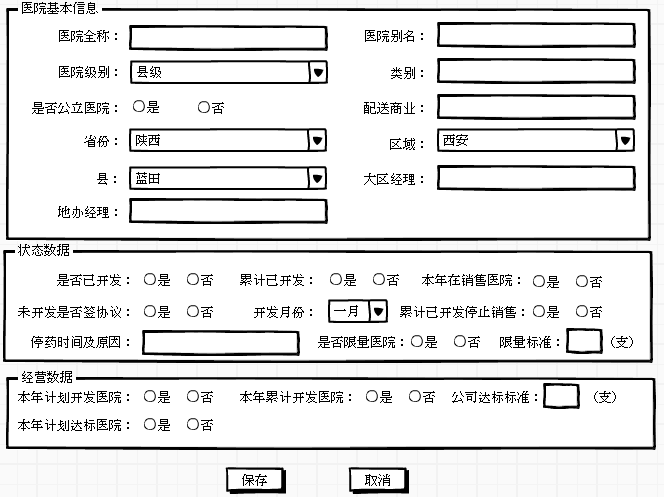 医院基本信息
医院全称： 医院别名：
医院级别： 县级 类别：
是否公立医院： 是 否 配送商业：
省份： 陕西 区域： 西安
县： 蓝田 大区经理：
地办经理：
状态数据
是否已开发： 是 否 累计已开发： 是 否 本年在销售医院： 是 否
未开发是否签协议： 是 否 开发月份： 一月 累计已开发停止销售： 是 否
停药时间及原因： 是否限量医院： 是 否 限量标准： （支）
经营数据
本年计划开发医院： 是 否 本年累计开发医院： 是 否 公司达标标准： （支）
本年计划达标医院： 是 否
保存 取消